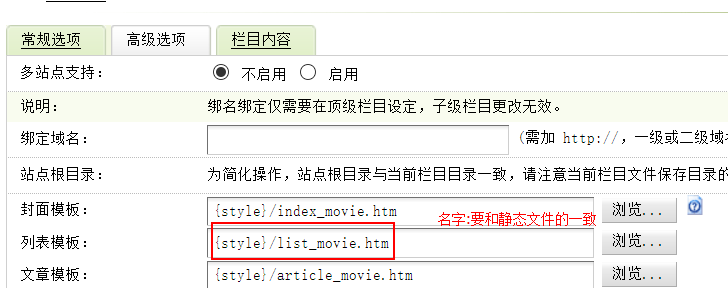 常规选项 高级选项 栏目内容
多站点支持: 不启用 启用
说明: 绑名绑定仅需要在顶级栏目设定，子级栏目更改无效。
绑定域名: (需加 http://，一级或二级域名
站点根目录: 为简化操作，站点根目录与当前栏目目录一致，请注意当前栏目文件保存目录的
封面模板: {style}/index_movie.htm 名字:要和静态文件的一致 浏览...
列表模板: {style}/list_movie.htm 浏览...
文章模板: {style}/article_movie.htm 浏览...